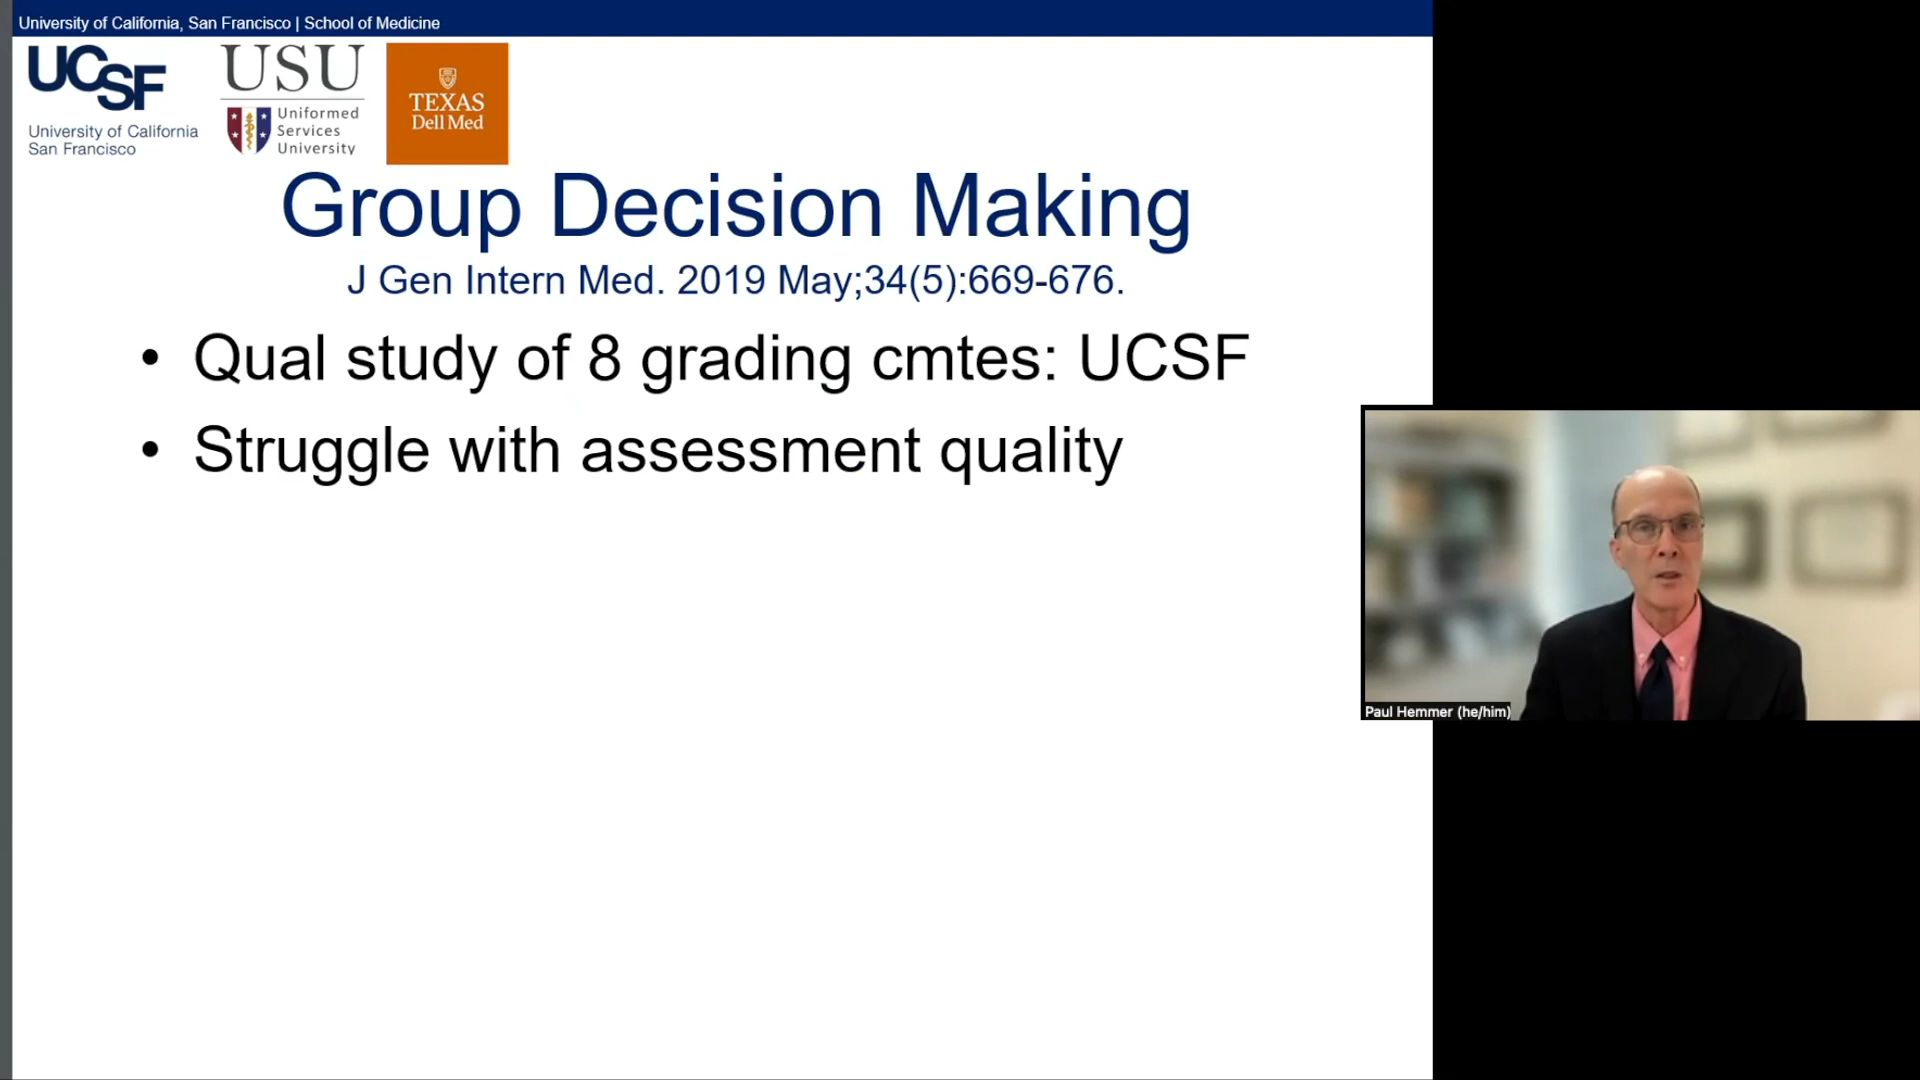 University of California, San Francisco | School of Medicine
UCSF
University of California
San Francisco
USU
Uniformed
Services
University
TEXAS
Dell Med
Group Decision Making
J Gen Intern Med. 2019 May;34(5):669-676.
• Qual study of 8 grading cmtes: UCSF
• Struggle with assessment quality
Paul Hemmer (he/him)